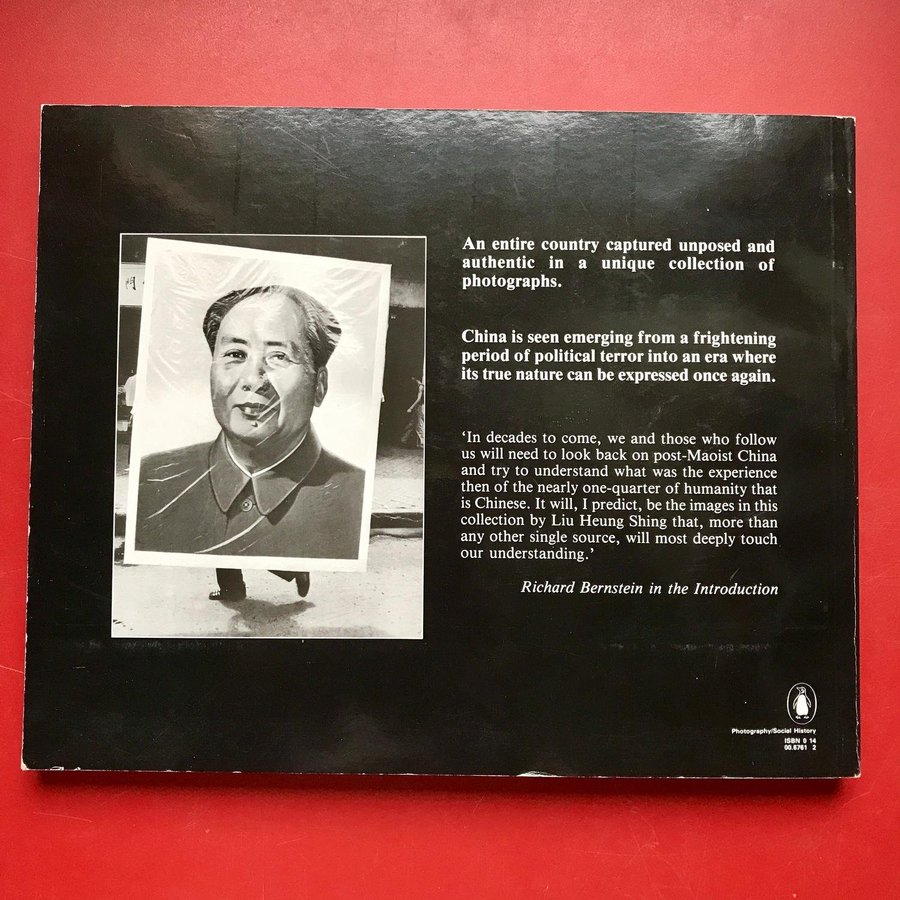 An entire country captured unposed and
authentic in a unique collection of
photographs.
China is seen emerging from a frightening
period of political terror into an era where
its true nature can be expressed once again.
‘In decades to come, we and those who follow
us will need to look back on post-Maoist China
and try to understand what was the experience
then of the nearly one-quarter of humanity that
is Chinese. It will, I predict, be the images in this
collection by Liu Heung Shing that, more than
any other single source, will most deeply touch
our understanding.’
Richard Bernstein in the Introduction
Photography/Social History
ISBN 0 14
00.6761 2